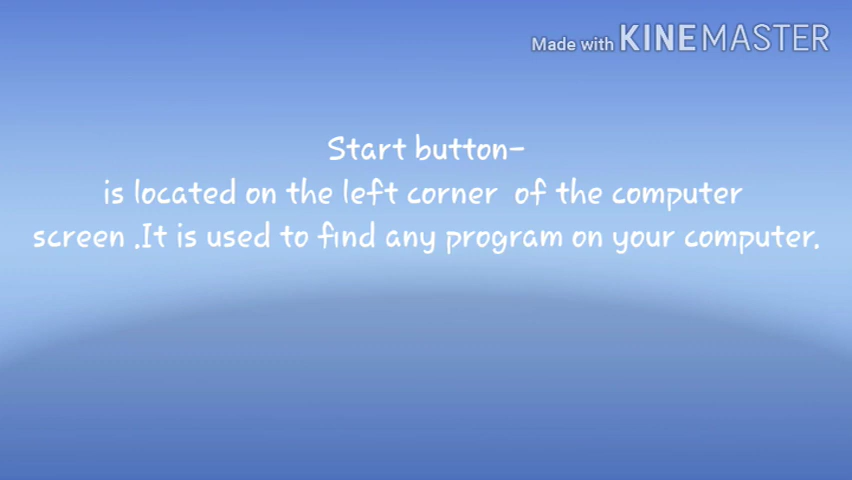 Made with KINEMASTER
Start button-
is located on the left corner of the computer
screen .It is used to find any program on your computer.